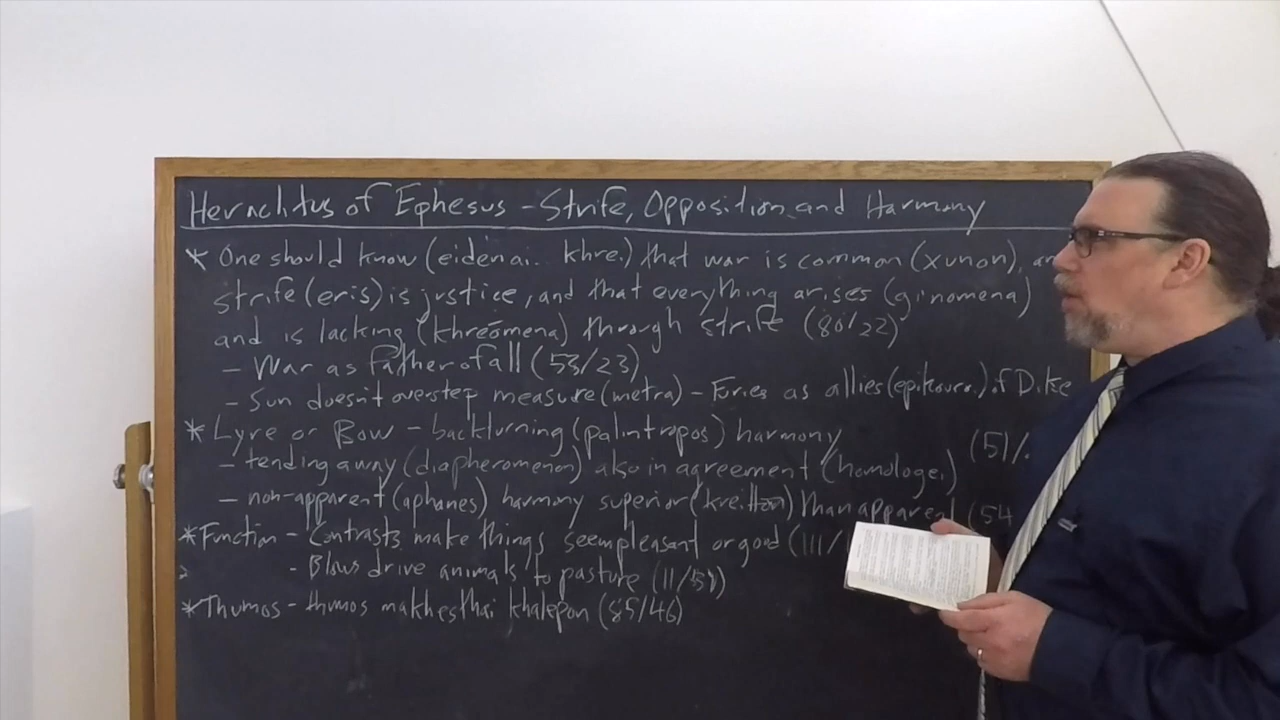 Heraclitus of Ephesus - Strife, Opposition, and Harmony
* One should know (eidenai.. khre.) that war is common (xunon), an
strife (eris) is justice, and that everything arises (ginomena)
and is lacking (khreōmena) through strife (80/22)
- War as father of all (53/23)
- Sun doesn't overstep measure (metra) - Furies as allies (epikouro.) of Dike
* Lyre or Bow - backturning (palintropos) harmony (51/
- tending away (diapheromenon) also in agreement (homologei)
- non-apparent (aphanes) harmony superior (kreitton) than apparent (54
* Function - Contrasts make things seem pleasant or good (111/
- Blows drive animals to pasture (11/
* Thumos - thumos makhesthai khalepon (85/46)